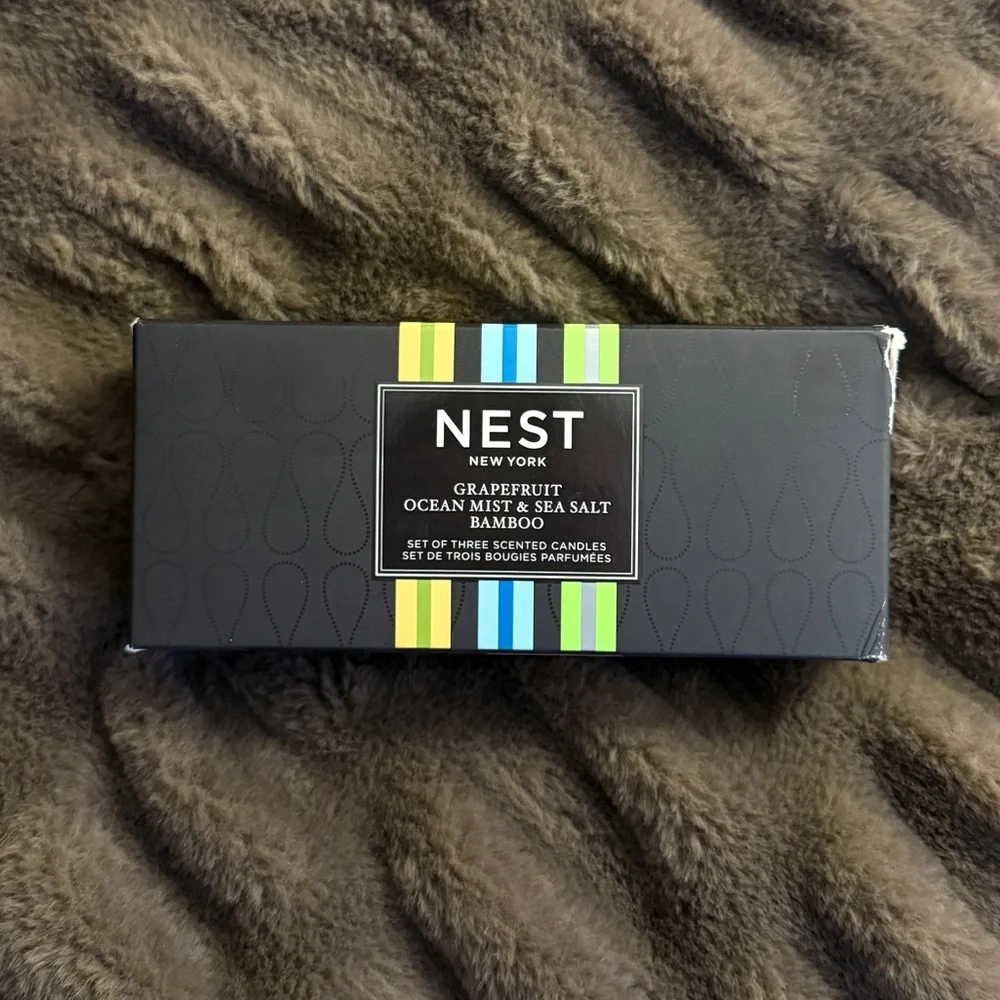 NEST
NEW YORK
GRAPEFRUIT
OCEAN MIST & SEA SALT
BAMBOO
SET OF THREE SCENTED CANDLES
SET DE TROIS BOUGIES PARFUMÉES